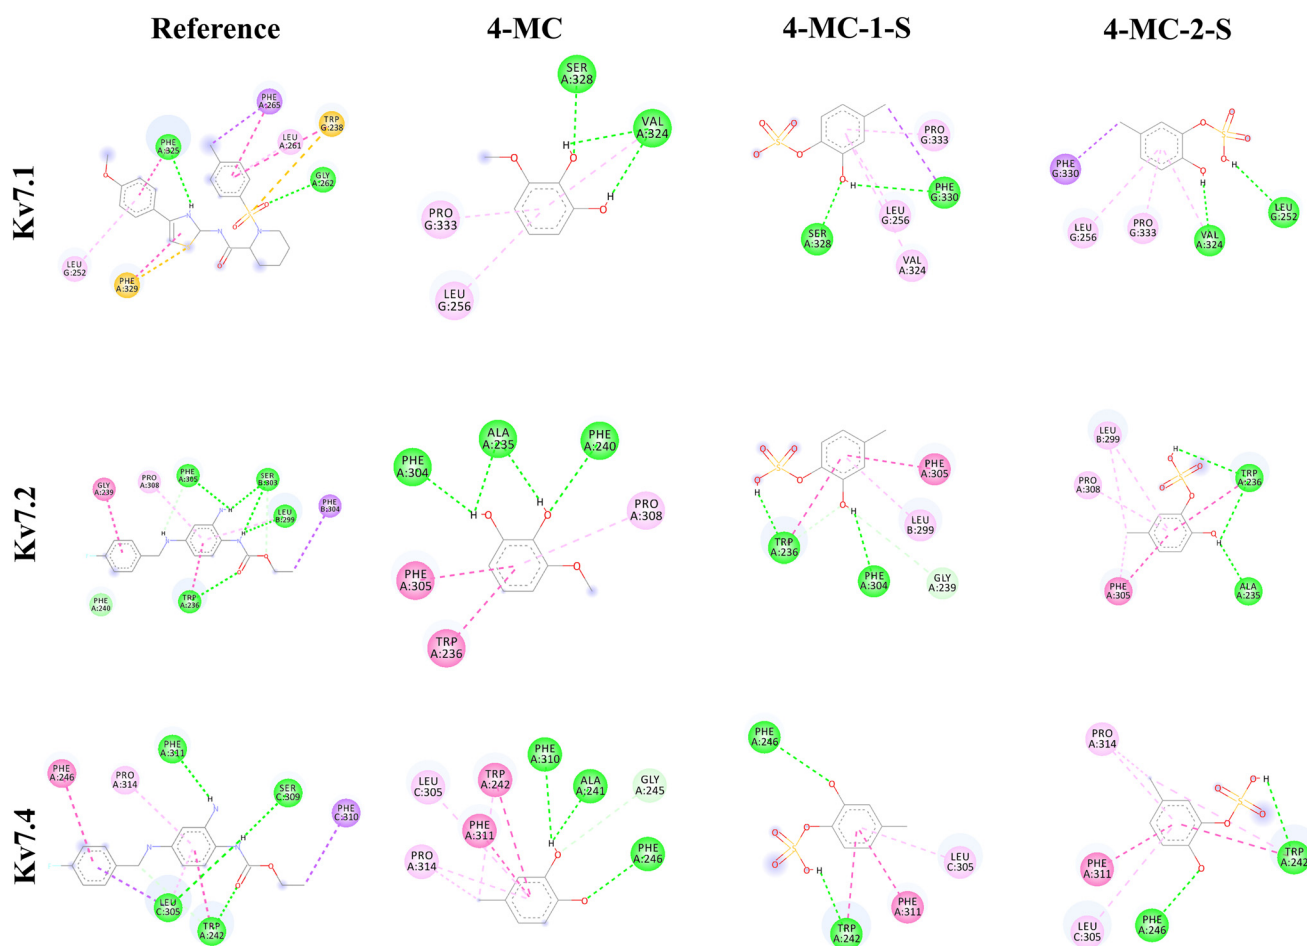 Reference
4-MC
4-MC-1-S
4-MC-2-S
Kv7.1
PHE
A:265
TRP
G:238
LEU
A:261
PHE
A:325
GLY
A:262
LEU
G:252
PHE
A:329
H
O
N
N
S
O
O
N
O
SER
A:328
VAL
A:324
PRO
G:333
LEU
G:256
H
O
O
H
O
PRO
G:333
PHE
G:330
LEU
G:256
SER
A:328
VAL
A:324
O
O
S
O
O
O
H
PHE
G:330
LEU
G:256
PRO
G:333
VAL
A:324
LEU
G:252
O
O
S
O
O
H
O
H
Kv7.2
GLY
A:239
PRO
A:308
PHE
A:305
SER
B:303
LEU
B:299
PHE
B:304
PHE
A:240
TRP
A:236
H
N
N
H
H
N
O
O
F
PHE
A:304
ALA
A:235
PHE
A:240
PRO
A:308
PHE
A:305
TRP
A:236
H
O
H
O
O
PHE
A:305
LEU
B:299
TRP
A:236
PHE
A:304
GLY
A:239
O
O
S
O
O
H
O
H
LEU
B:299
PRO
A:308
TRP
A:236
PHE
A:305
ALA
A:235
H
O
S
O
O
O
O
H
Kv7.4
PHE
A:246
PRO
A:314
PHE
A:311
SER
C:309
PHE
C:310
LEU
C:305
TRP
A:242
H
N
N
H
N
O
O
F
LEU
C:305
TRP
A:242
PHE
A:310
ALA
A:241
GLY
A:245
PHE
A:311
PRO
A:314
PHE
A:246
H
O
O
PHE
A:246
LEU
C:305
PHE
A:311
TRP
A:242
O
O
O
S
O
O
H
PRO
A:314
TRP
A:242
PHE
A:311
LEU
C:305
PHE
A:246
O
H
O
S
O
O
O